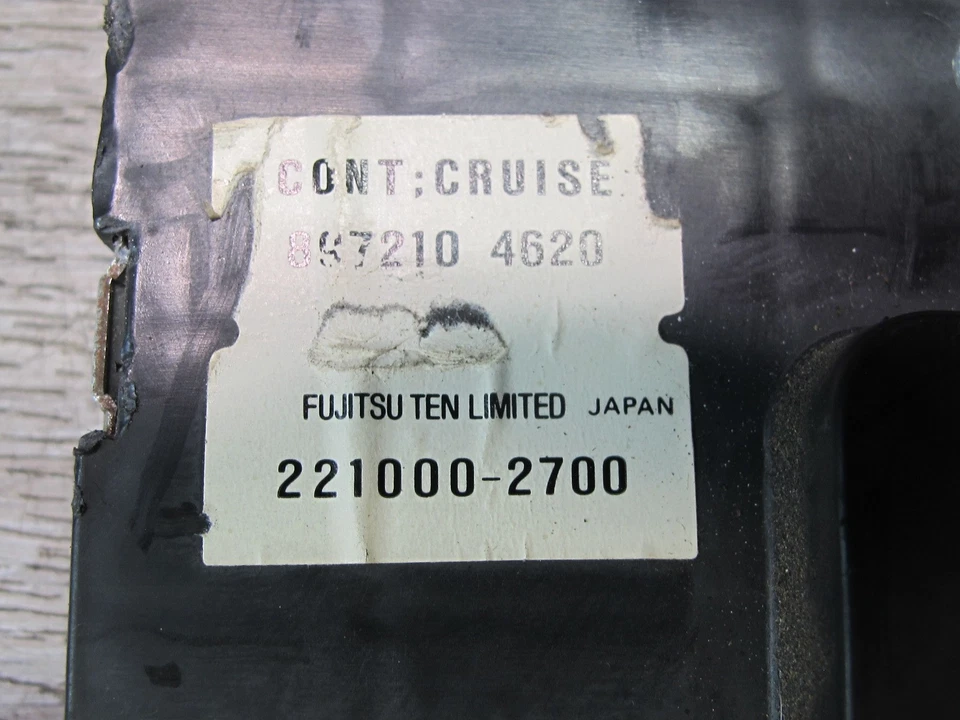 CONT;CRUISE
897210 4620
FUJITSU TEN LIMITED JAPAN
221000-2700